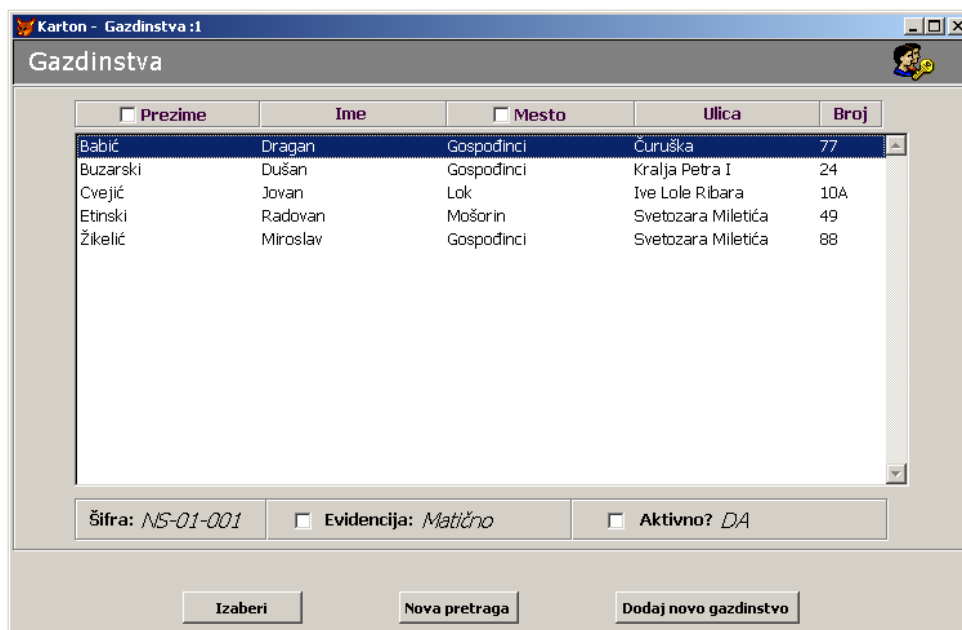 Karton - Gazdinstva :1
Gazdinstva
Prezime Ime Mesto Ulica Broj
Babić Dragan Gospođinci Čuruška 77
Buzarski Dušan Gospođinci Kralja Petra I 24
Cvejić Jovan Lok Ive Lole Ribara 10A
Etinski Radovan Mošorin Svetozara Miletića 49
Žikelić Miroslav Gospođinci Svetozara Miletića 88
Šifra: NS-01-001 Evidencija: Matično Aktivno? DA
Izaberi Nova pretraga Dodaj novo gazdinstvo